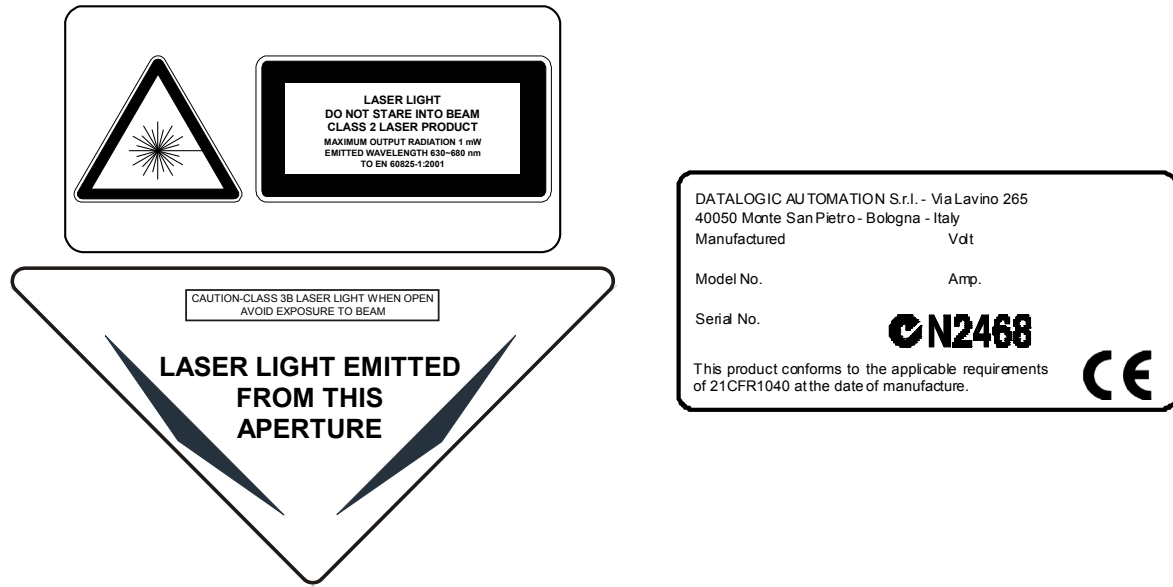 LASER LIGHT
DO NOT STARE INTO BEAM
CLASS 2 LASER PRODUCT
MAXIMUM OUTPUT RADIATION 1 mW
EMITTED WAVELENGTH 630~680 nm
TO EN 60825-1:2001
CAUTION-CLASS 3B LASER LIGHT WHEN OPEN
AVOID EXPOSURE TO BEAM
LASER LIGHT EMITTED
FROM THIS
APERTURE
DATALOGIC AUTOMATION S.r.l. - Via Lavino 265
40050 Monte San Pietro - Bologna - Italy
Manufactured Volt
Model No. Amp.
Serial No. N2468
This product conforms to the applicable requirements
of 21CFR1040 at the date of manufacture.
CE